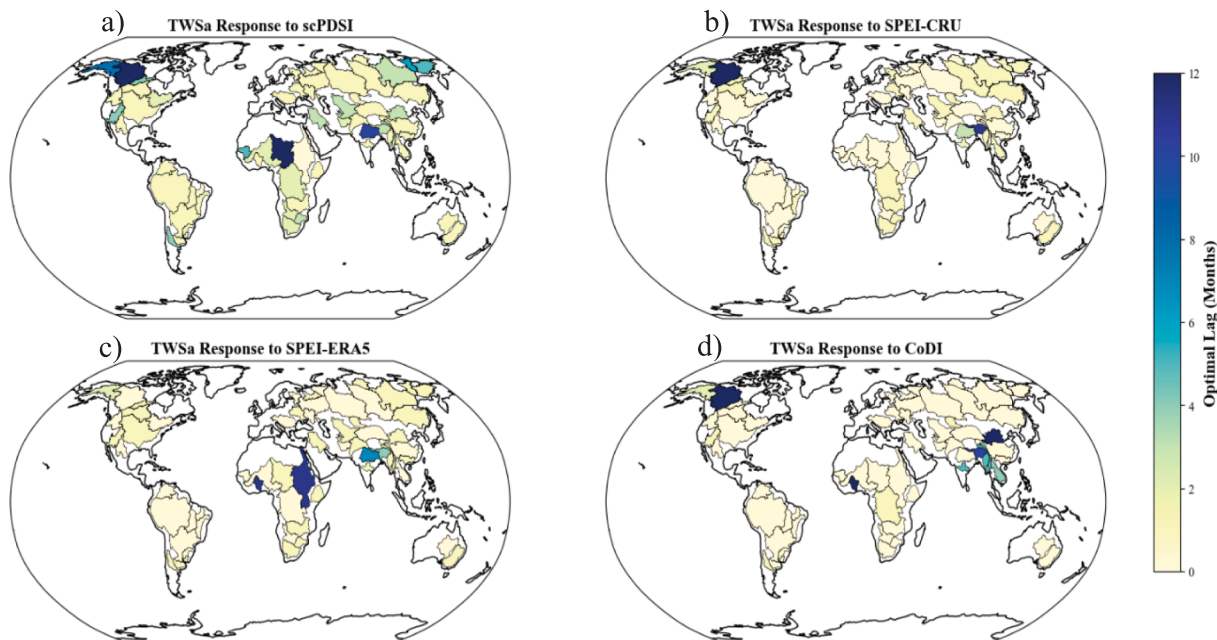 a)
TWSa Response to scPDSI
b)
TWSa Response to SPEI-CRU
c)
TWSa Response to SPEI-ERA5
d)
TWSa Response to CoDI
12
10
8
6
4
2
0
Optimal Lag (Months)